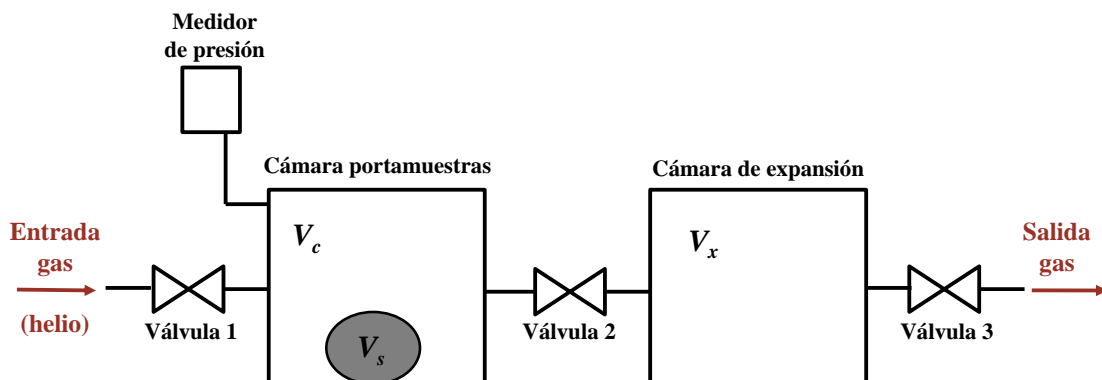 Medidor
de presión
Cámara portamuestras
Cámara de expansión
Entrada
gas
(helio)
V_c
V_x
Salida
gas
Válvula 1
V_s
Válvula 2
Válvula 3